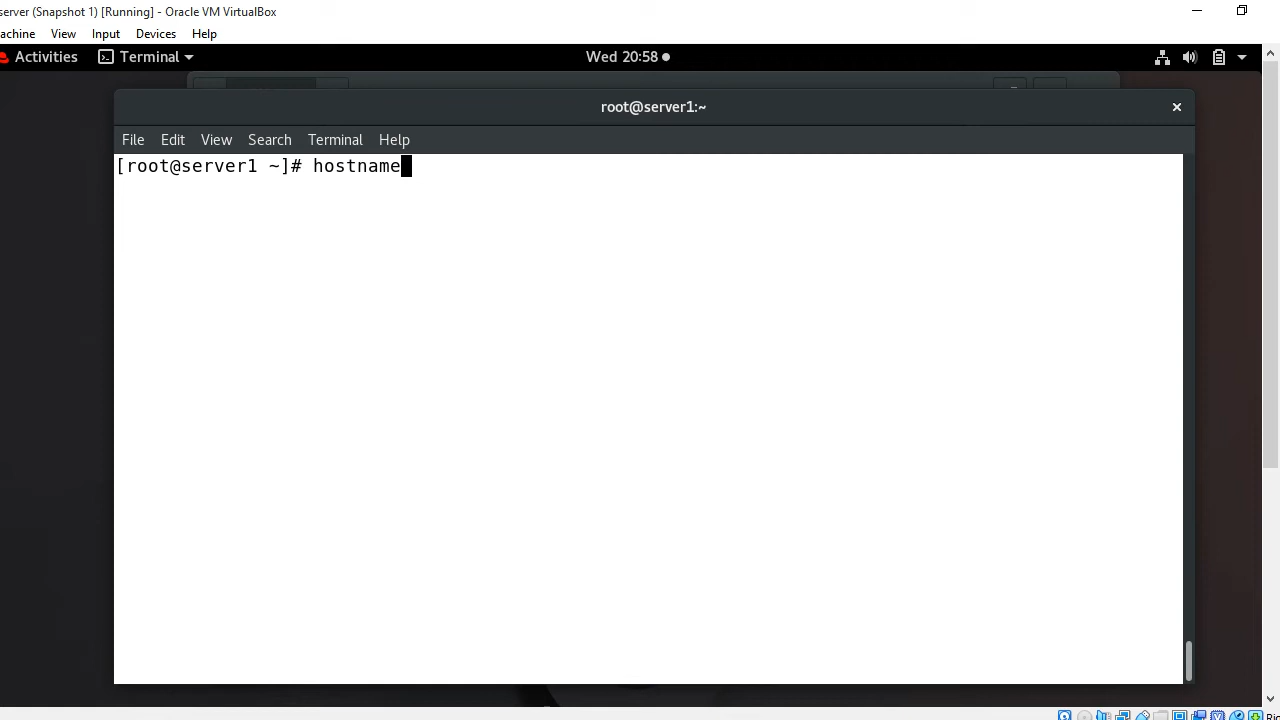 server (Snapshot 1) [Running] - Oracle VM VirtualBox
achine View Input Devices Help
Activities Terminal Wed 20:58
root@server1:~
File Edit View Search Terminal Help
[root@server1 ~]# hostname